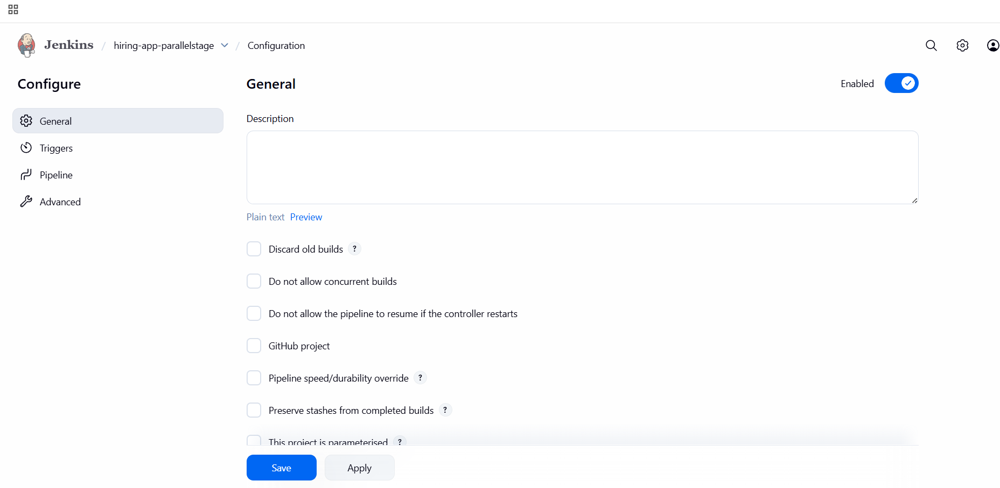 Jenkins / hiring-app-parallelstage / Configuration
Configure
General
Triggers
Pipeline
Advanced
General
Enabled
Description
Plain text Preview
Discard old builds ?
Do not allow concurrent builds
Do not allow the pipeline to resume if the controller restarts
GitHub project
Pipeline speed/durability override ?
Preserve stashes from completed builds ?
This project is parameterised ?
Save
Apply